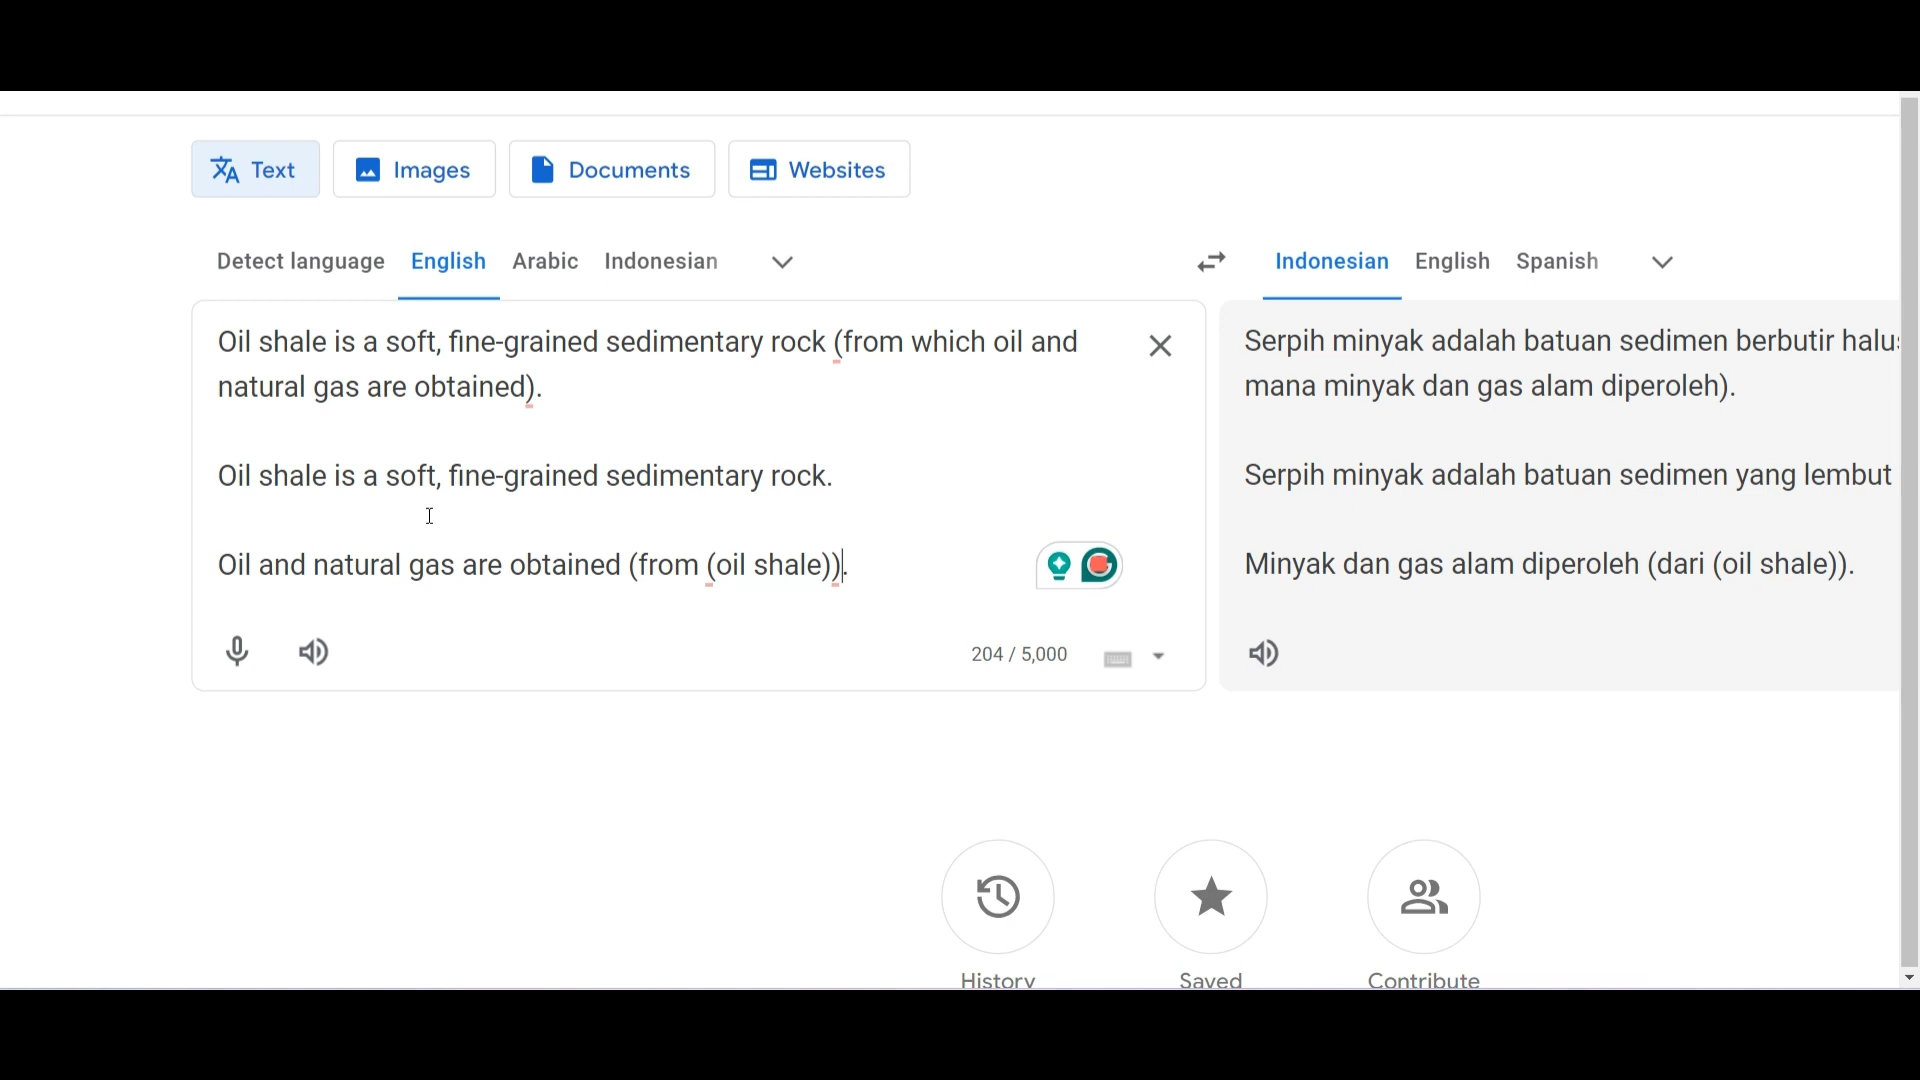 Text Images Documents Websites
Detect language English Arabic Indonesian Indonesian English Spanish
Oil shale is a soft, fine-grained sedimentary rock (from which oil and
natural gas are obtained).
Oil shale is a soft, fine-grained sedimentary rock.
Oil and natural gas are obtained (from (oil shale)).
204 / 5,000
Serpih minyak adalah batuan sedimen berbutir
mana minyak dan gas alam diperoleh).
Serpih minyak adalah batuan sedimen yang lembut
Minyak dan gas alam diperoleh (dari (oil shale)).
History Saved Contribute